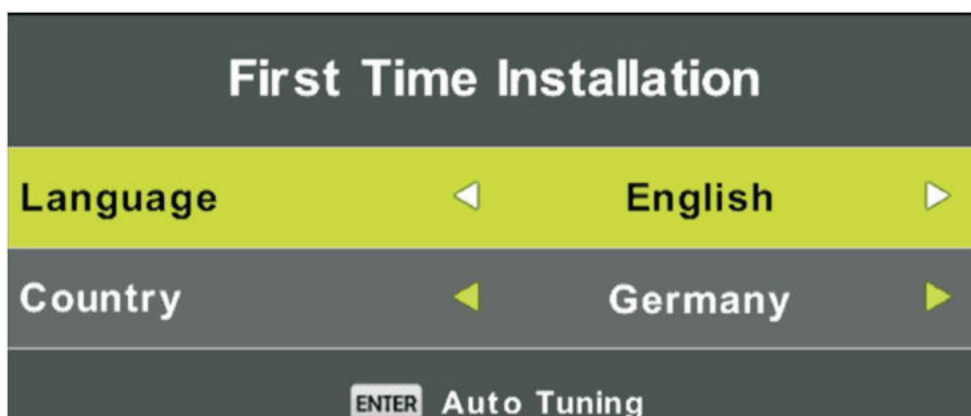 First Time Installation
Language English
Country Germany
ENTER Auto Tuning